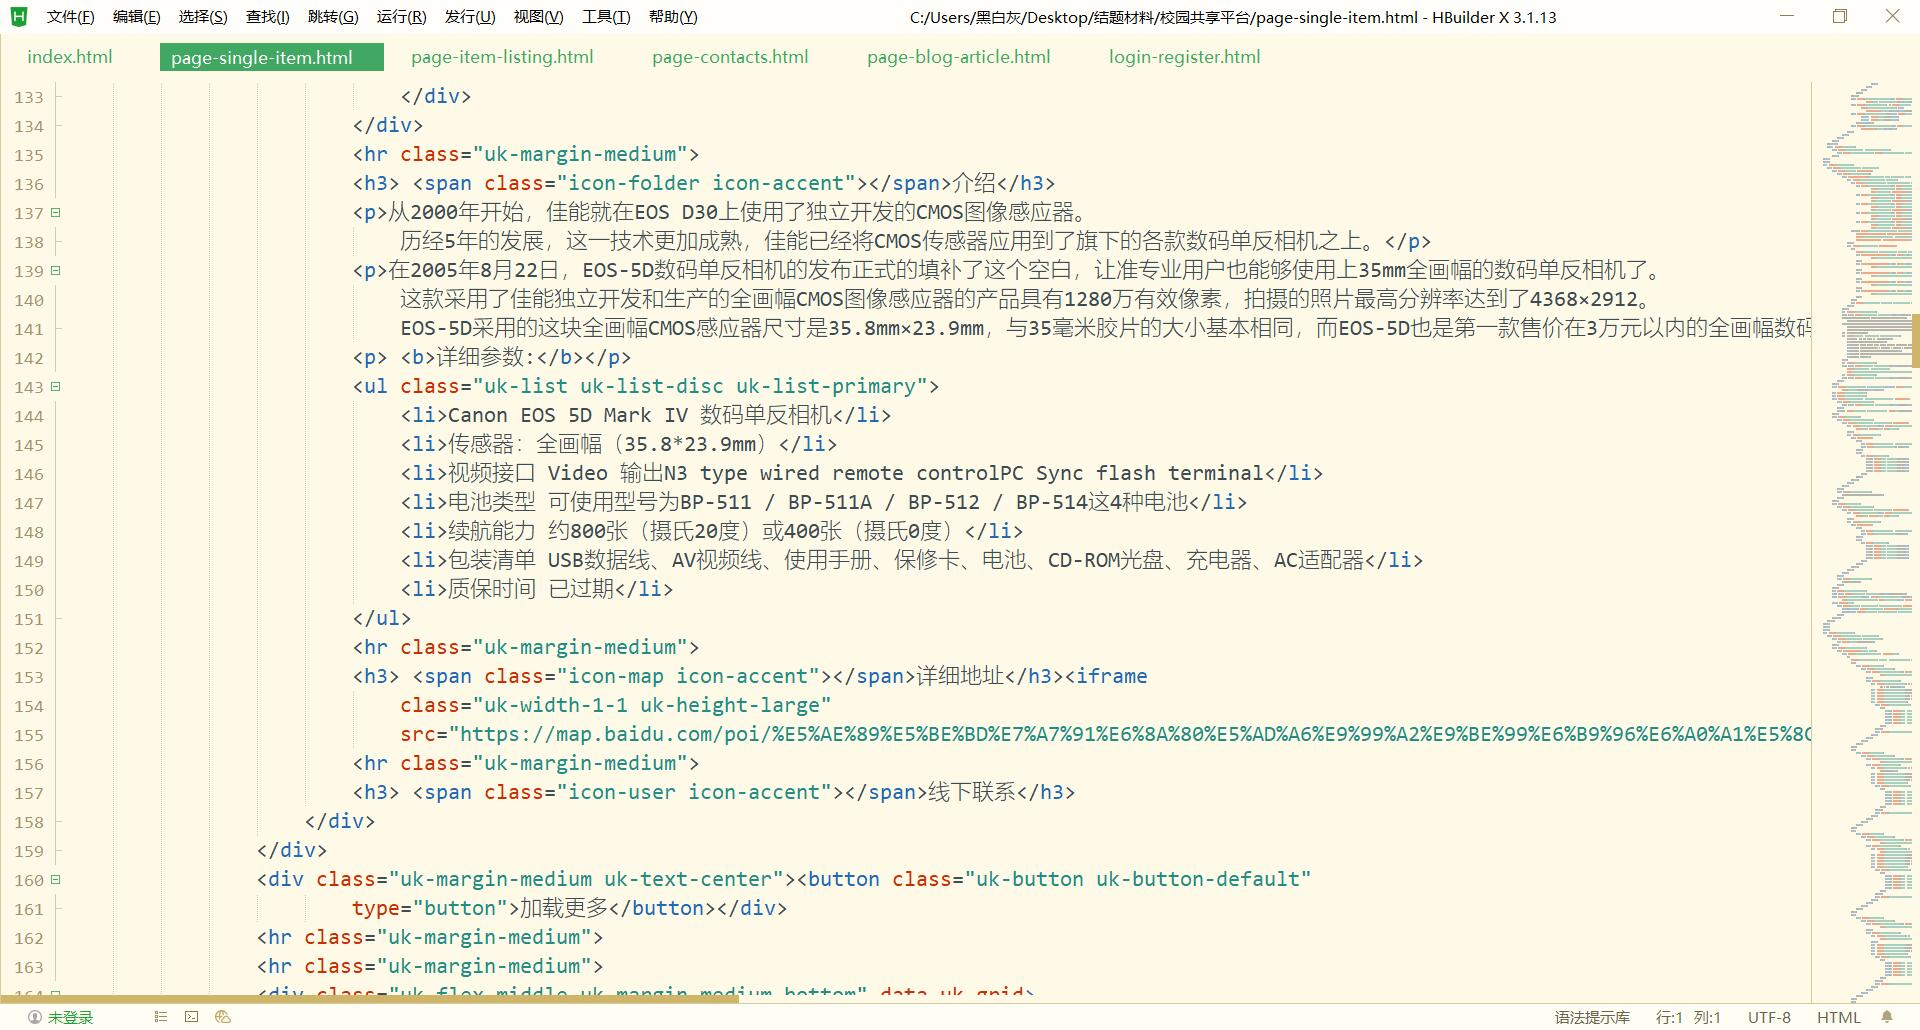 文件(F) 编辑(E) 选择(S) 查找(I) 跳转(G) 运行(R) 发行(U) 视图(V) 工具(T) 帮助(Y) C:/Users/黑白灰/Desktop/结题材料/校园共享平台/page-single-item.html - HBuilder X 3.1.13
index.html page-single-item.html page-item-listing.html page-contacts.html page-blog-article.html login-register.html
133 </div>
134 </div>
135 <hr class="uk-margin-medium">
136 <h3> <span class="icon-folder icon-accent"></span>介绍</h3>
137 <p>从2000年开始，佳能就在EOS D30上使用了独立开发的CMOS图像感应器。
138 历经5年的发展，这一技术更加成熟，佳能已经将CMOS传感器应用到了旗下的各款数码单反相机之上。</p>
139 <p>在2005年8月22日，EOS-5D数码单反相机的发布正式的填补了这个空白，让准专业用户也能够使用上35mm全画幅的数码单反相机了。
140 这款采用了佳能独立开发和生产的全画幅CMOS图像感应器的产品具有1280万有效像素，拍摄的照片最高分辨率达到了4368×2912。
141 EOS-5D采用的这块全画幅CMOS感应器尺寸是35.8mm×23.9mm，与35毫米胶片的大小基本相同，而EOS-5D也是第一款售价在3万元以内的全画幅数码
142 <p> <b>详细参数:</b></p>
143 <ul class="uk-list uk-list-disc uk-list-primary">
144 <li>Canon EOS 5D Mark IV 数码单反相机</li>
145 <li>传感器: 全画幅（35.8*23.9mm）</li>
146 <li>视频接口 Video 输出N3 type wired remote controlPC Sync flash terminal</li>
147 <li>电池类型 可使用型号为BP-511 / BP-511A / BP-512 / BP-514这4种电池</li>
148 <li>续航能力 约800张（摄氏20度）或400张（摄氏0度）</li>
149 <li>包装清单 USB数据线、AV视频线、使用手册、保修卡、电池、CD-ROM光盘、充电器、AC适配器</li>
150 <li>质保时间 已过期</li>
151 </ul>
152 <hr class="uk-margin-medium">
153 <h3> <span class="icon-map icon-accent"></span>详细地址</h3><iframe
154 class="uk-width-1-1 uk-height-large"
155 src="https://map.baidu.com/poi/%E5%AE%89%E5%BE%BD%E7%A7%91%E6%8A%80%E5%AD%A6%E9%99%A2%E9%BE%99%E6%B9%96%E6%A0%A1%E5%8C
156 <hr class="uk-margin-medium">
157 <h3> <span class="icon-user icon-accent"></span>线下联系</h3>
158 </div>
159 </div>
160 <div class="uk-margin-medium uk-text-center"><button class="uk-button uk-button-default"
161 type="button">加载更多</button></div>
162 <hr class="uk-margin-medium">
163 <hr class="uk-margin-medium">
164 <div class="uk-flex-middle uk-margin-medium-bottom" data-uk-grid>
未登录 语法提示库 行:1 列:1 UTF-8 HTML